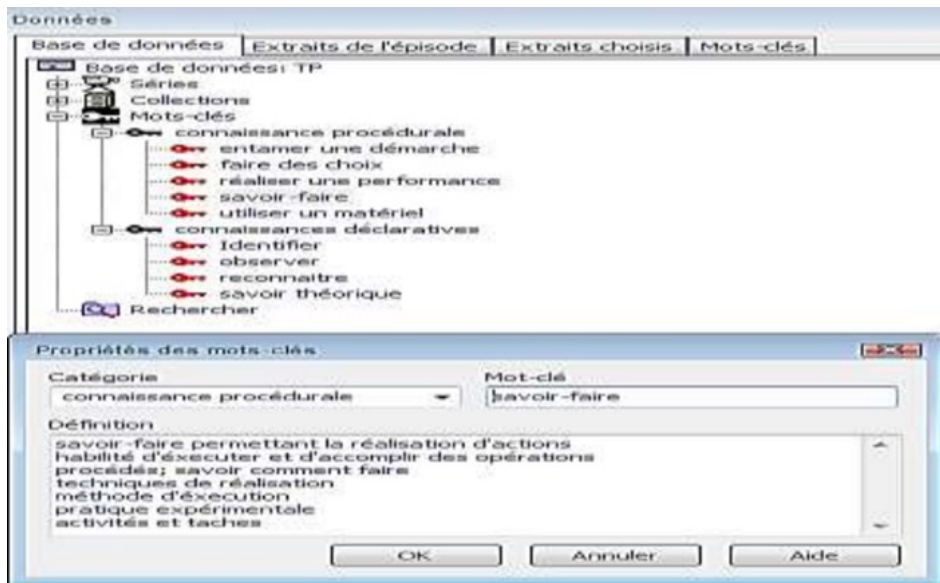 Données
Base de données Extraits de l'épisode Extraits choisis Mots-clés
Base de données: TP
Séries
Collections
Mots-clés
connaissance procédurale
entamer une démarche
faire des choix
réaliser une performance
savoir-faire
utiliser un matériel
connaissances déclaratives
Identifier
observer
reconnaitre
savoir théorique
Rechercher
Propriétés des mots-clés
Catégorie Mot-clé
connaissance procédurale savoir-faire
Définition
savoir-faire permettant la réalisation d'actions
habilité d'éxecuter et d'accomplir des opérations
procédés; savoir comment faire
techniques de réalisation
méthode d'éxecution
pratique expérimentale
activités et taches
OK Annuler Aide